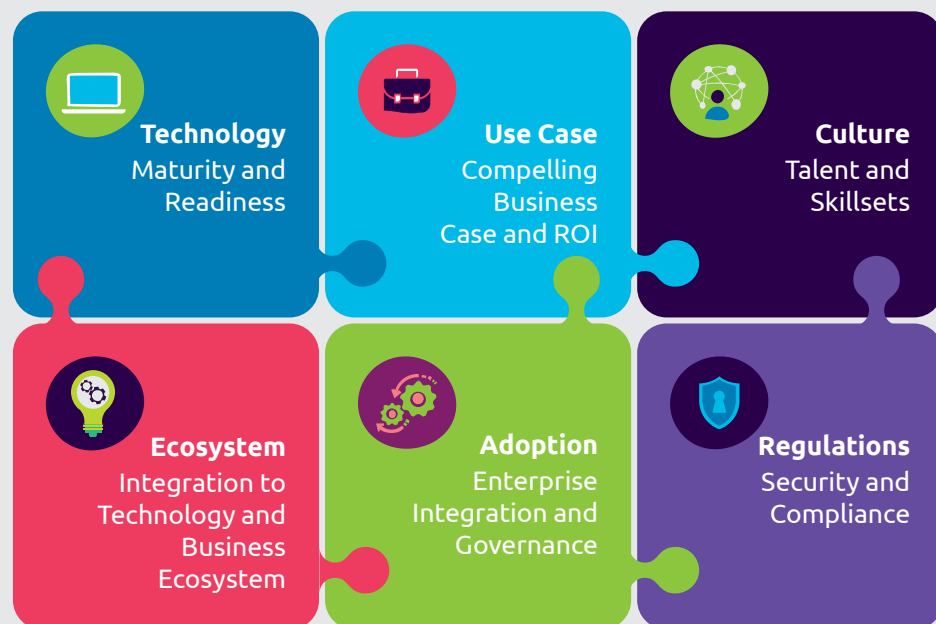 Technology
Maturity and
Readiness
Use Case
Compelling
Business
Case and ROI
Culture
Talent and
Skillsets
Ecosystem
Integration to
Technology and
Business
Ecosystem
Adoption
Enterprise
Integration and
Governance
Regulations
Security and
Compliance